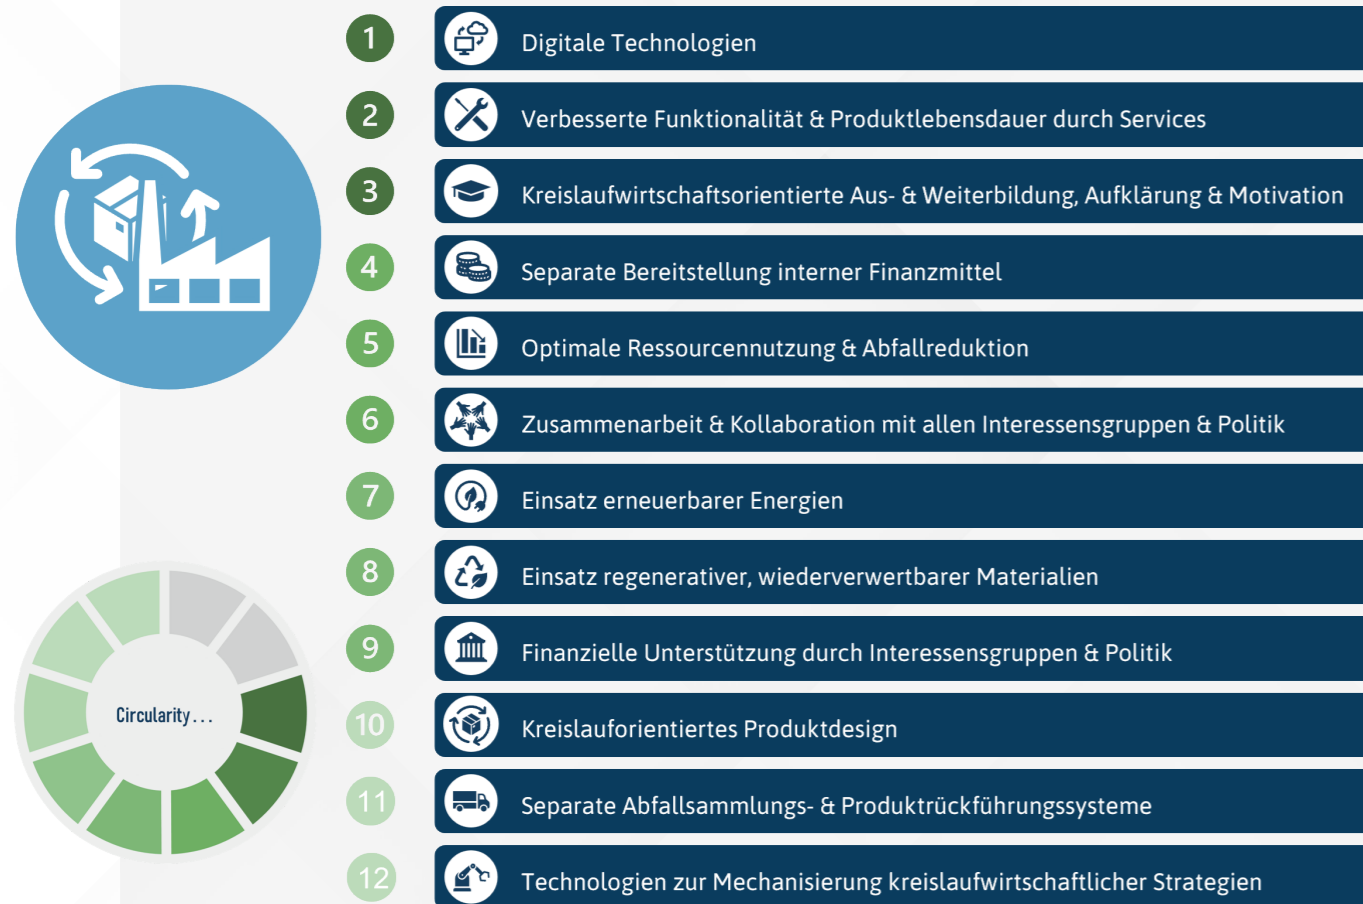 1 Digitale Technologien
2 Verbesserte Funktionalität & Produktlebensdauer durch Services
3 Kreislaufwirtschaftsorientierte Aus- & Weiterbildung, Aufklärung & Motivation
4 Separate Bereitstellung interner Finanzmittel
5 Optimale Ressourcennutzung & Abfallreduktion
6 Zusammenarbeit & Kollaboration mit allen Interessensgruppen & Politik
7 Einsatz erneuerbarer Energien
8 Einsatz regenerativer, wiederverwertbarer Materialien
9 Finanzielle Unterstützung durch Interessensgruppen & Politik
10 Kreislauforientiertes Produktdesign
11 Separate Abfallsammlungs- & Produktrückführungssysteme
12 Technologien zur Mechanisierung kreislaufwirtschaftlicher Strategien
Circularity...